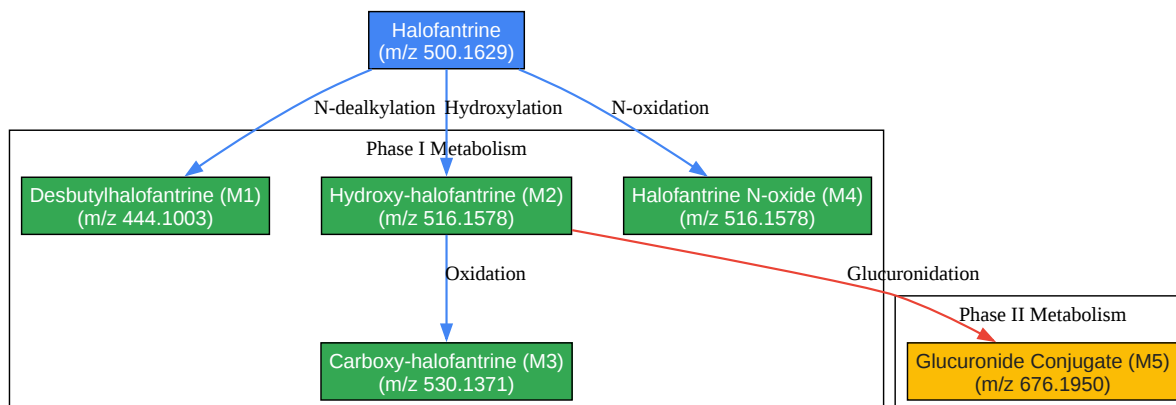 Halofantrine
(m/z 500.1629)
N-dealkylation
Hydroxylation
N-oxidation
Phase I Metabolism
Desbutylhalofantrine (M1)
(m/z 444.1003)
Hydroxy-halofantrine (M2)
(m/z 516.1578)
Halofantrine N-oxide (M4)
(m/z 516.1578)
Oxidation
Glucuronidation
Phase II Metabolism
Carboxy-halofantrine (M3)
(m/z 530.1371)
Glucuronide Conjugate (M5)
(m/z 676.1950)